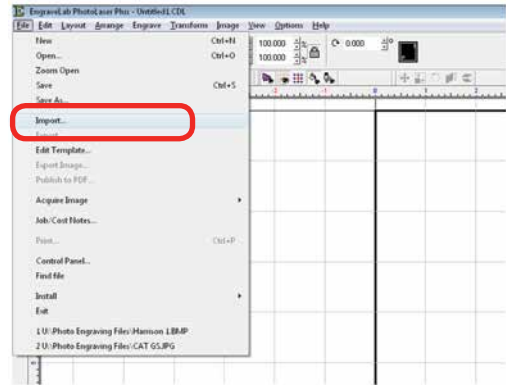 EngraveLab PhotoLaser Plus - Untitled1.CDL
File Edit Layout Arrange Engrave Transform Image View Options Help
New Ctrl+N
Open... Ctrl+O
Zoom Open
Save Ctrl+S
Save As...
Import...
Export...
Edit Template...
Export Image...
Publish to PDF...
Acquire Image
Job/Cost Notes...
Print... Ctrl+P
Control Panel...
Find file
Install
Exit
1 U:\Photo Engraving Files\Harrison 1.BMP
2 U:\Photo Engraving Files\CAT GS.JPG
100.000
100.000
0.000